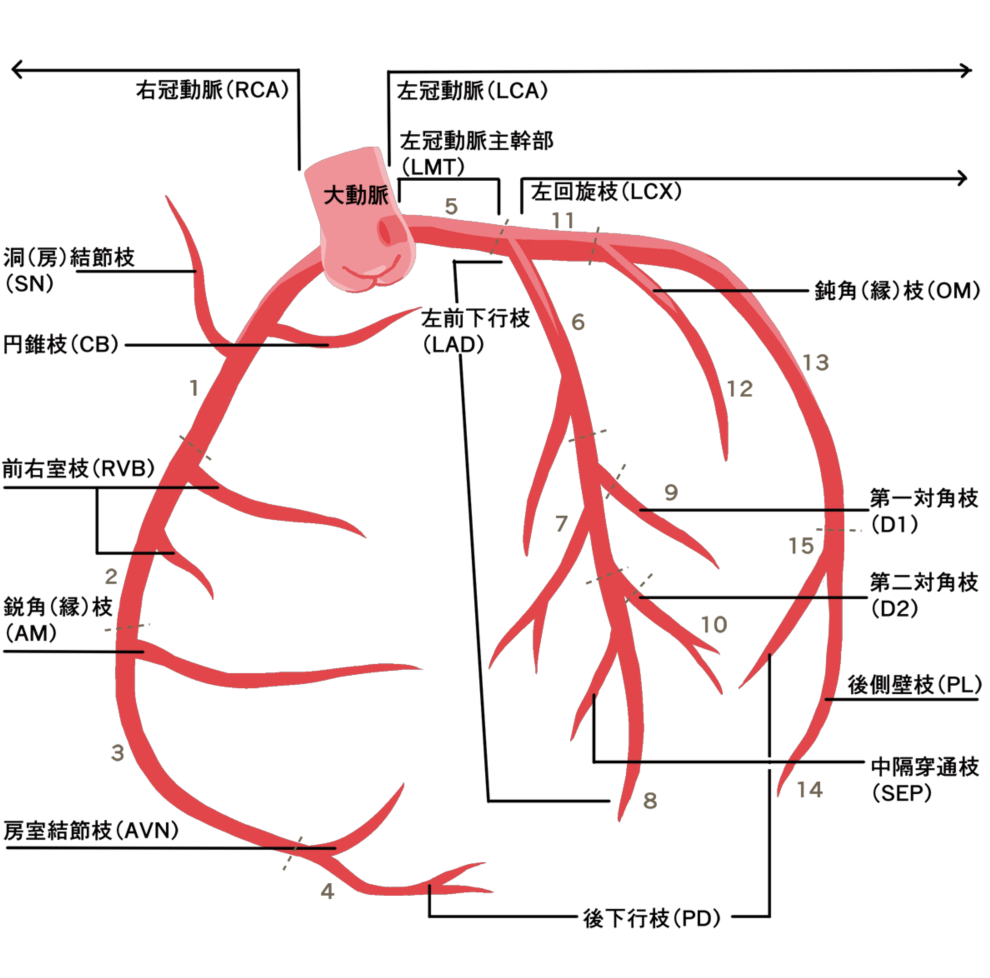 右冠動脈(RCA)
左冠動脈(LCA)
左冠動脈主幹部
(LMT)
大動脈
左回旋枝(LCX)
5
11
洞(房)結節枝
(SN)
鈍角(縁)枝(OM)
円錐枝(CB)
左前下行枝
(LAD)
6
13
1
12
前右室枝(RVB)
9
第一対角枝
(D1)
7
15
2
第二対角枝
(D2)
鋭角(縁)枝
(AM)
10
後側壁枝(PL)
3
中隔穿通枝
(SEP)
8
14
房室結節枝(AVN)
4
後下行枝(PD)